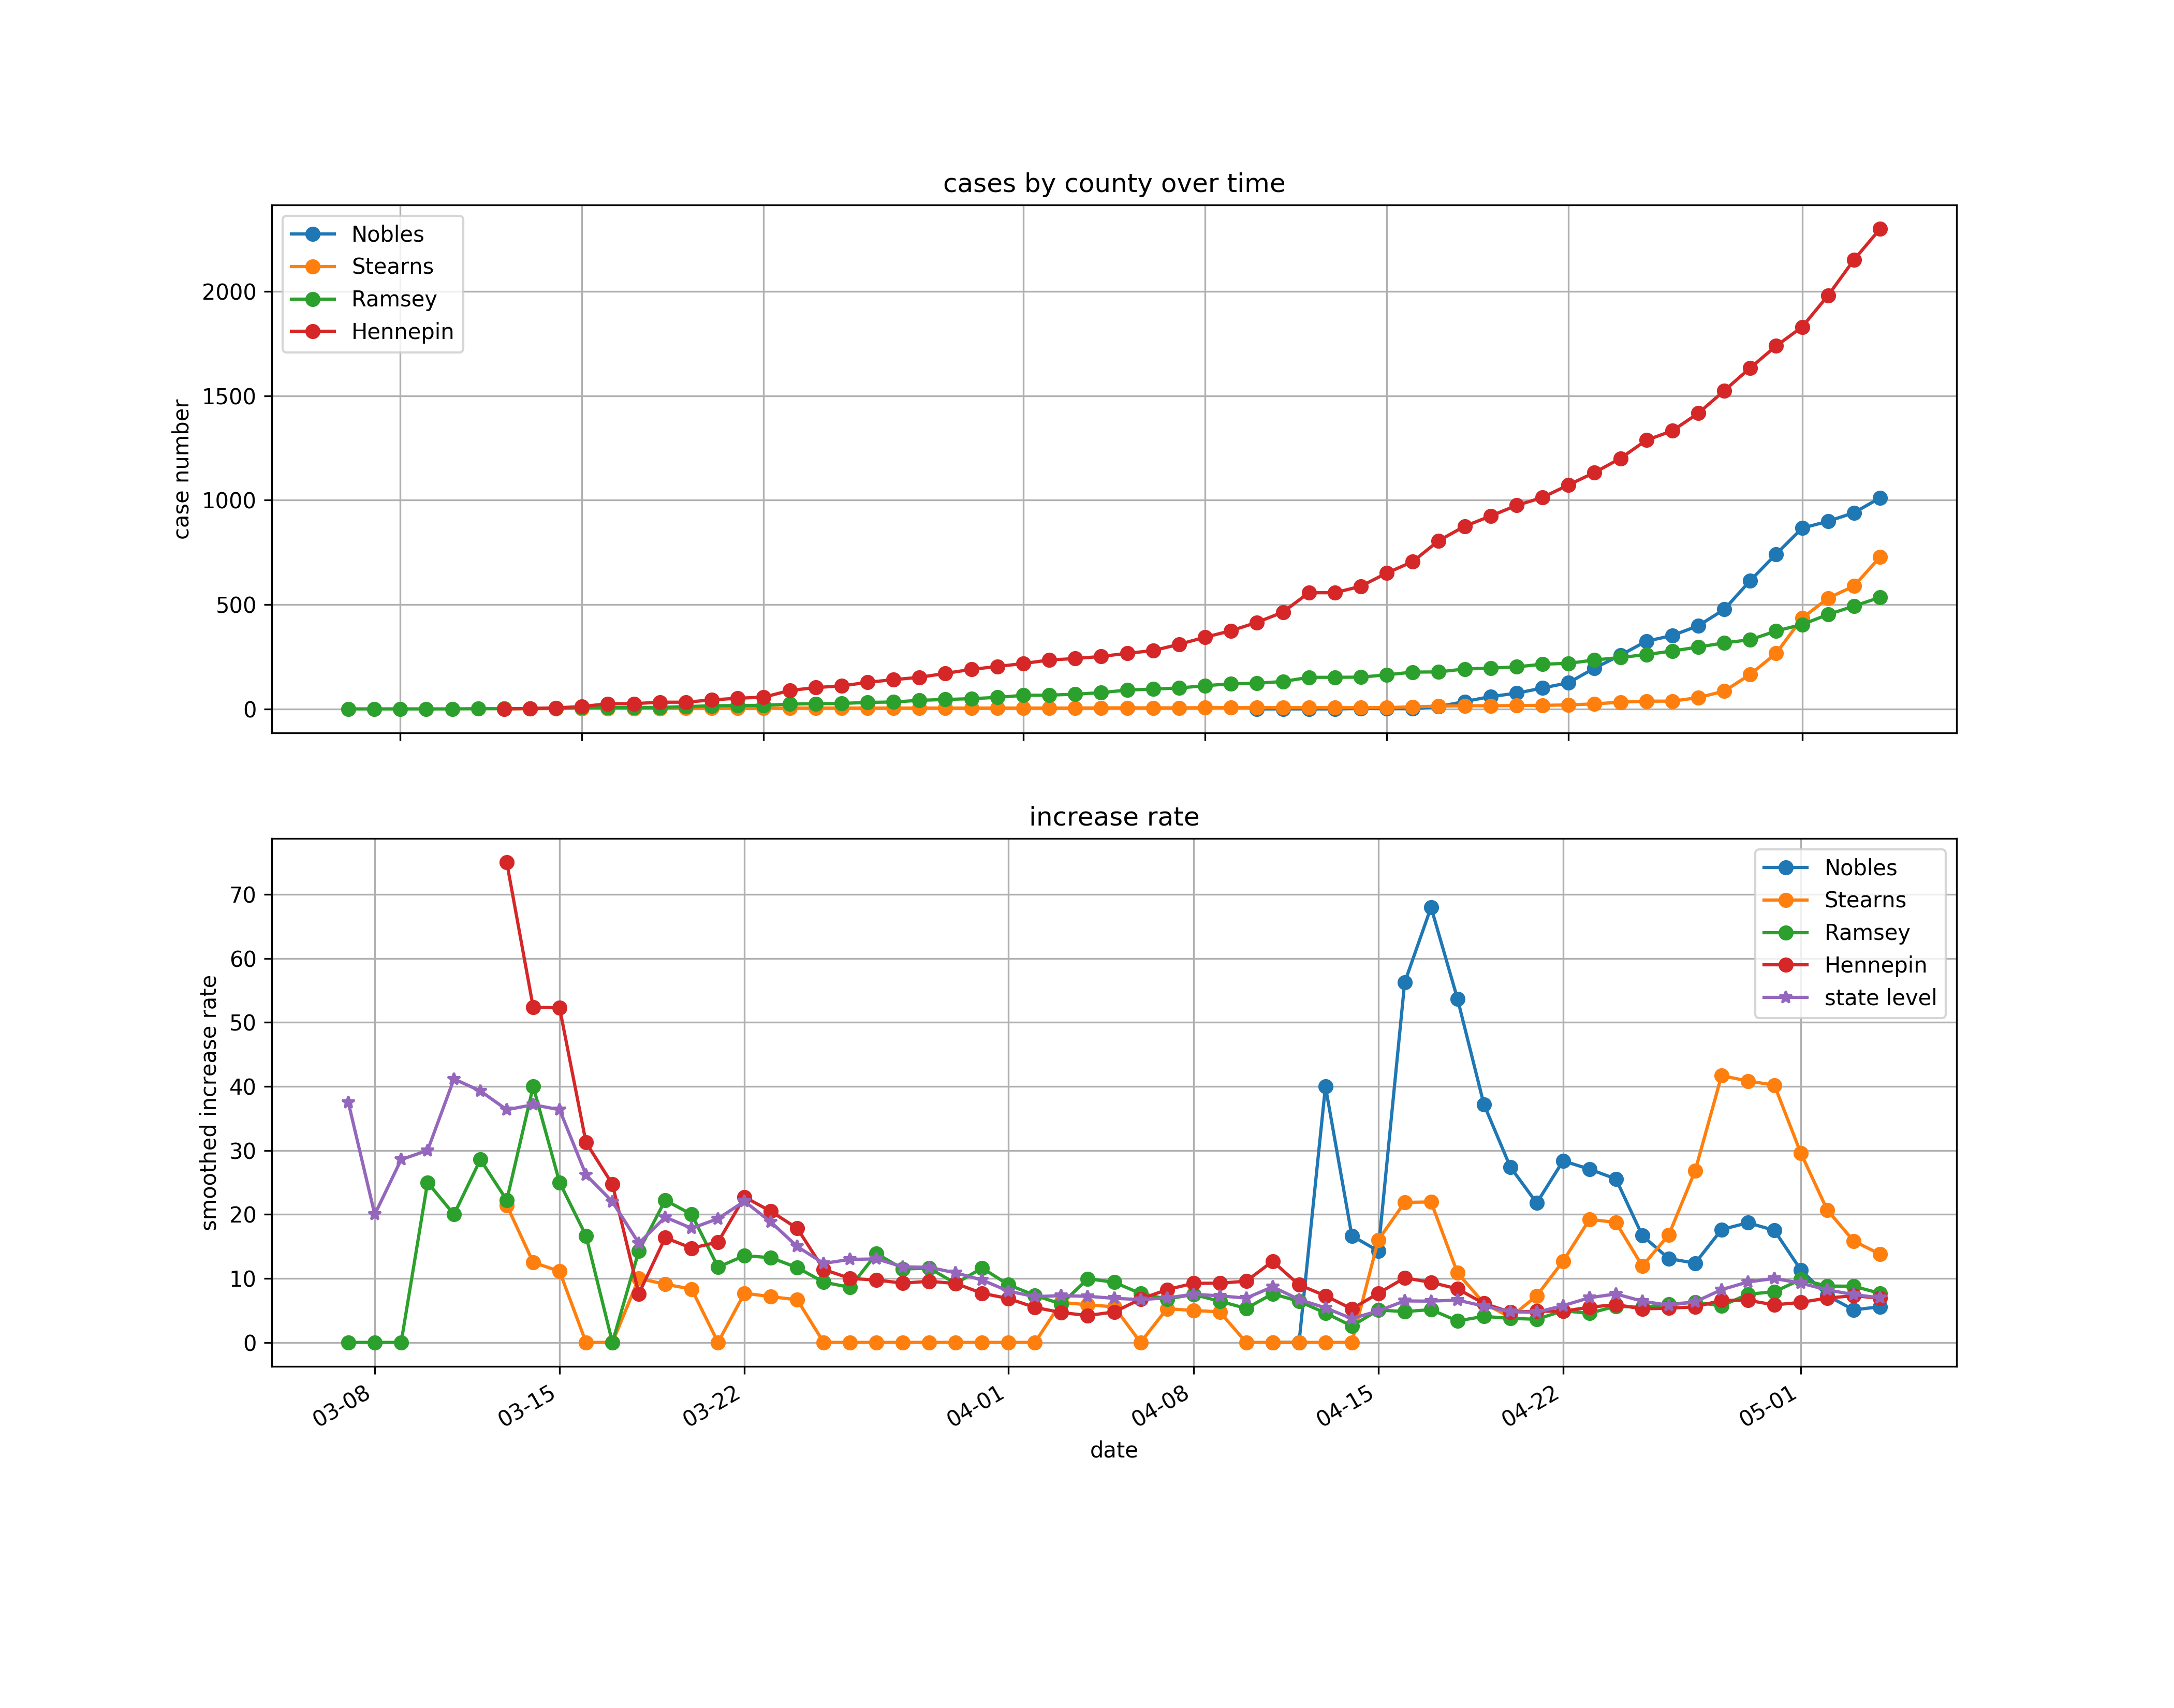 cases by county over time
Nobles
Stearns
Ramsey
Hennepin
2000
1500
1000
500
0
case number
increase rate
Nobles
Stearns
Ramsey
Hennepin
state level
70
60
50
40
30
20
10
0
smoothed increase rate
03-08
03-15
03-22
04-01
04-08
04-15
04-22
05-01
date